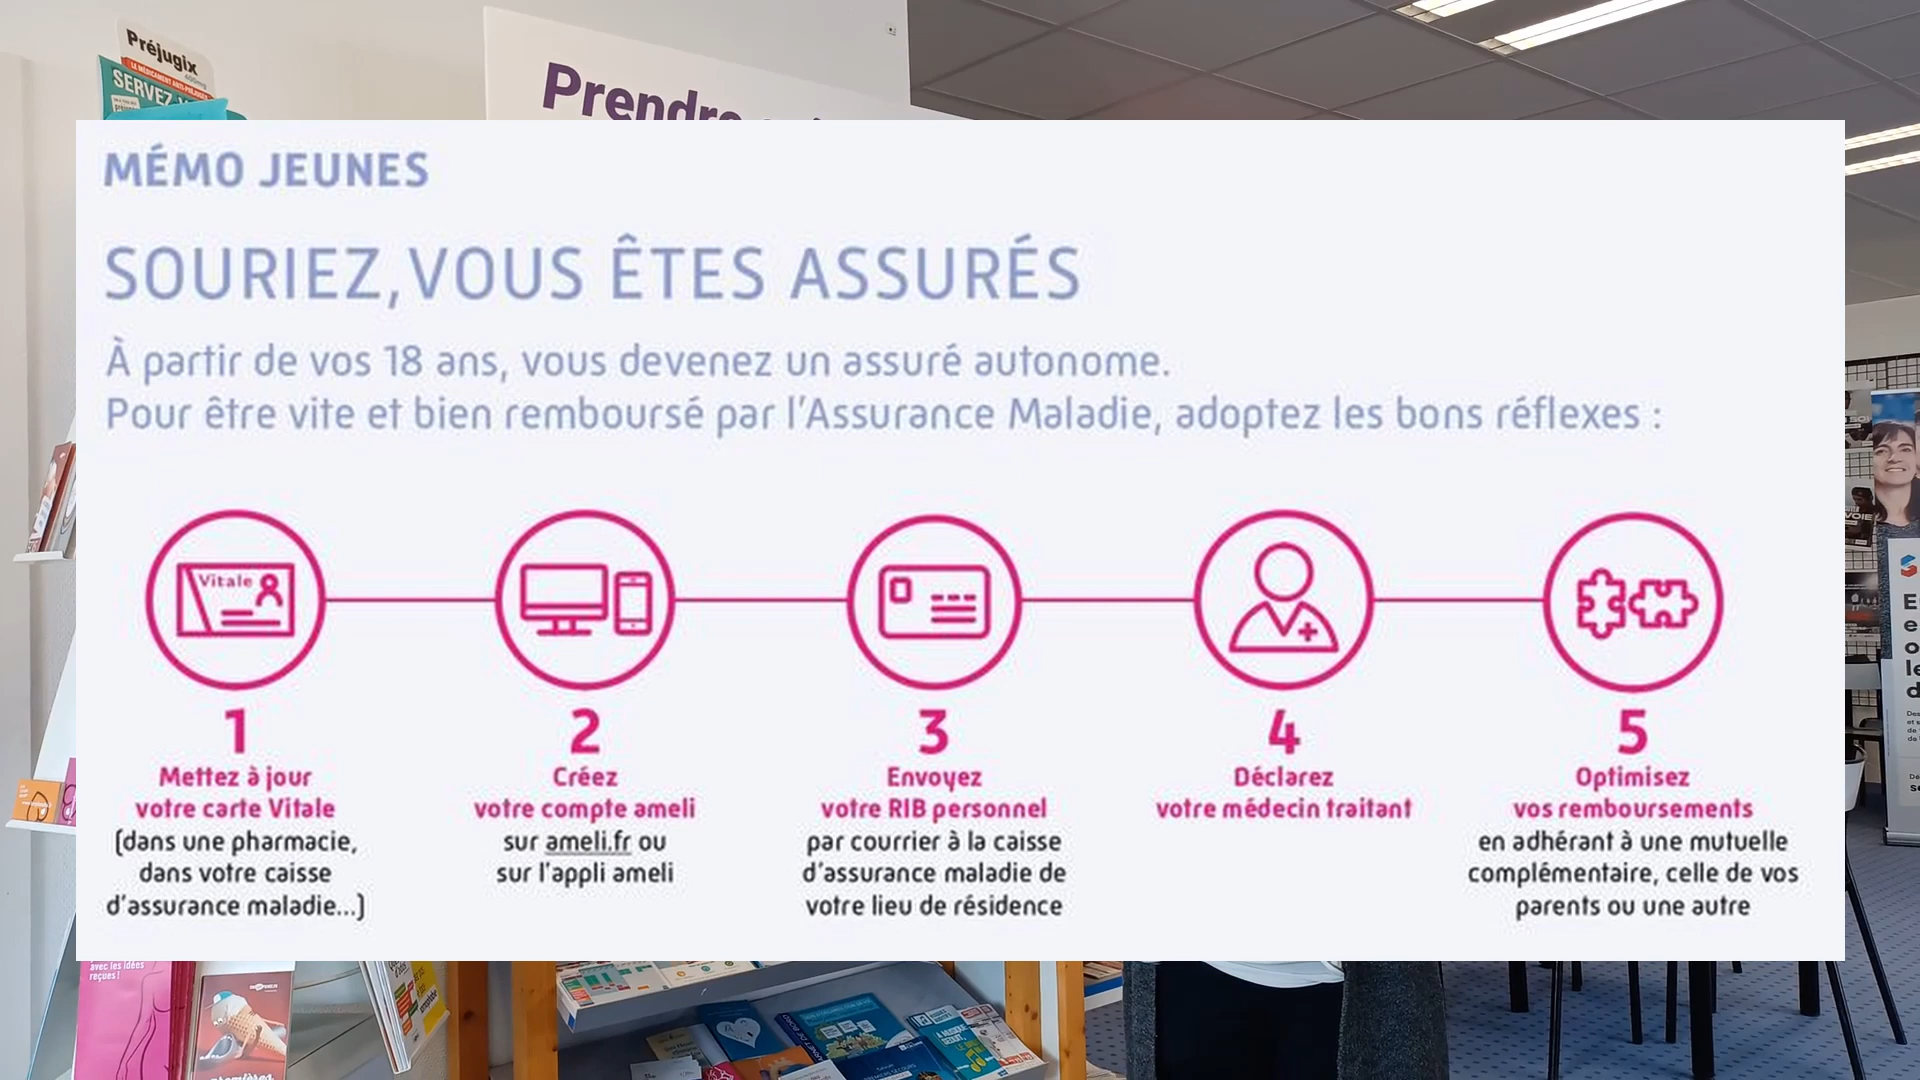 Préjugix
SERVEZ
Prendre
MÉMO JEUNES
SOURIEZ, VOUS ÊTES ASSURÉS
À partir de vos 18 ans, vous devenez un assuré autonome.
Pour être vite et bien remboursé par l'Assurance Maladie, adoptez les bons réflexes :
Vitale
1
Mettez à jour
votre carte Vitale
(dans une pharmacie,
dans votre caisse
d'assurance maladie...)
2
Créez
votre compte ameli
sur ameli.fr ou
sur l'appli ameli
3
Envoyez
votre RIB personnel
par courrier à la caisse
d'assurance maladie de
votre lieu de résidence
4
Déclarez
votre médecin traitant
5
Optimisez
vos remboursements
en adhérant à une mutuelle
complémentaire, celle de vos
parents ou une autre
avec les idées
reçues !